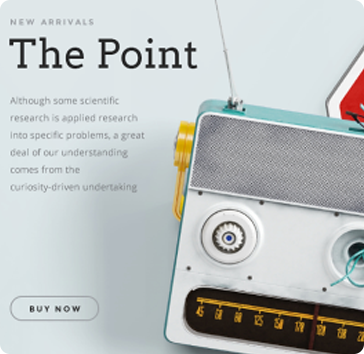 NEW ARRIVALS
The Point
Although some scientific
research is applied research
into specific problems, a great
deal of our understanding
comes from the
curiosity-driven undertaking
BUY NOW